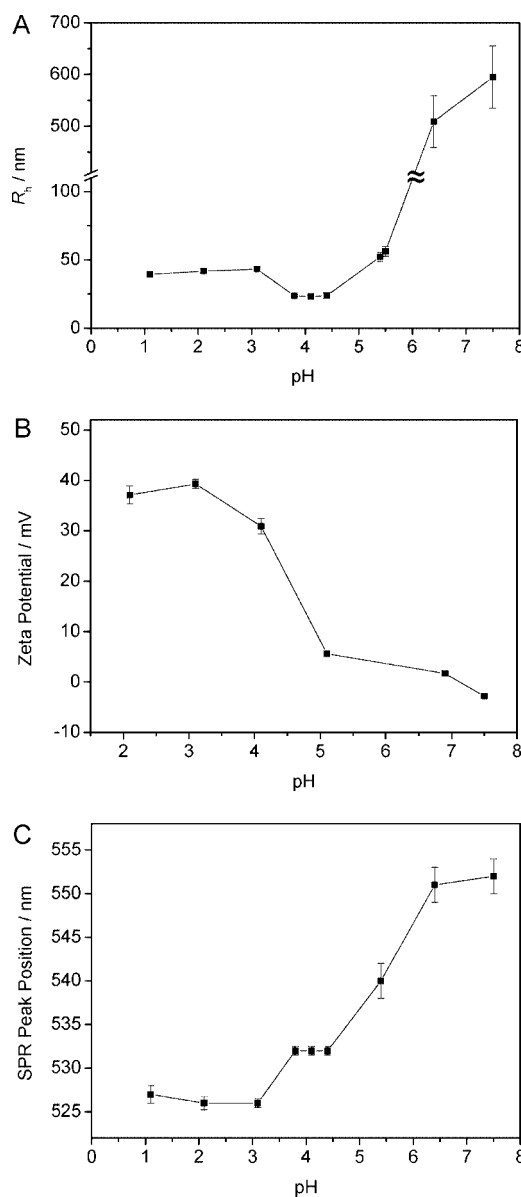 A
700
600
500
100
50
0
R_h / nm
≈
0 1 2 3 4 5 6 7 8
pH
B
50
40
30
20
10
0
-10
Zeta Potential / mV
2 3 4 5 6 7 8
pH
C
555
550
545
540
535
530
525
SPR Peak Position / nm
0 1 2 3 4 5 6 7 8
pH